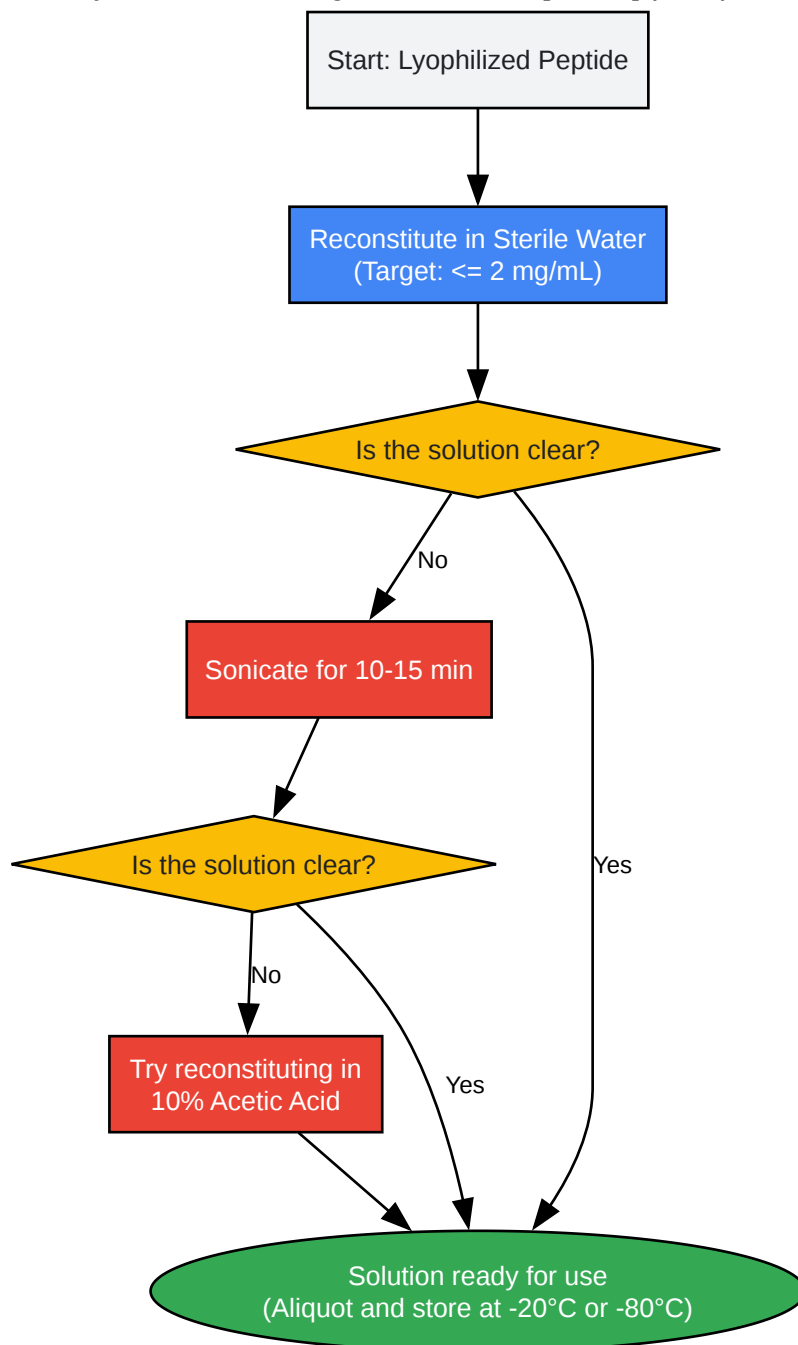 Start: Lyophilized Peptide
Reconstitute in Sterile Water
(Target: <= 2 mg/mL)
Is the solution clear?
No
Sonicate for 10-15 min
Is the solution clear?
Yes
No
Try reconstituting in
10% Acetic Acid
Yes
Solution ready for use
(Aliquot and store at -20°C or -80°C)